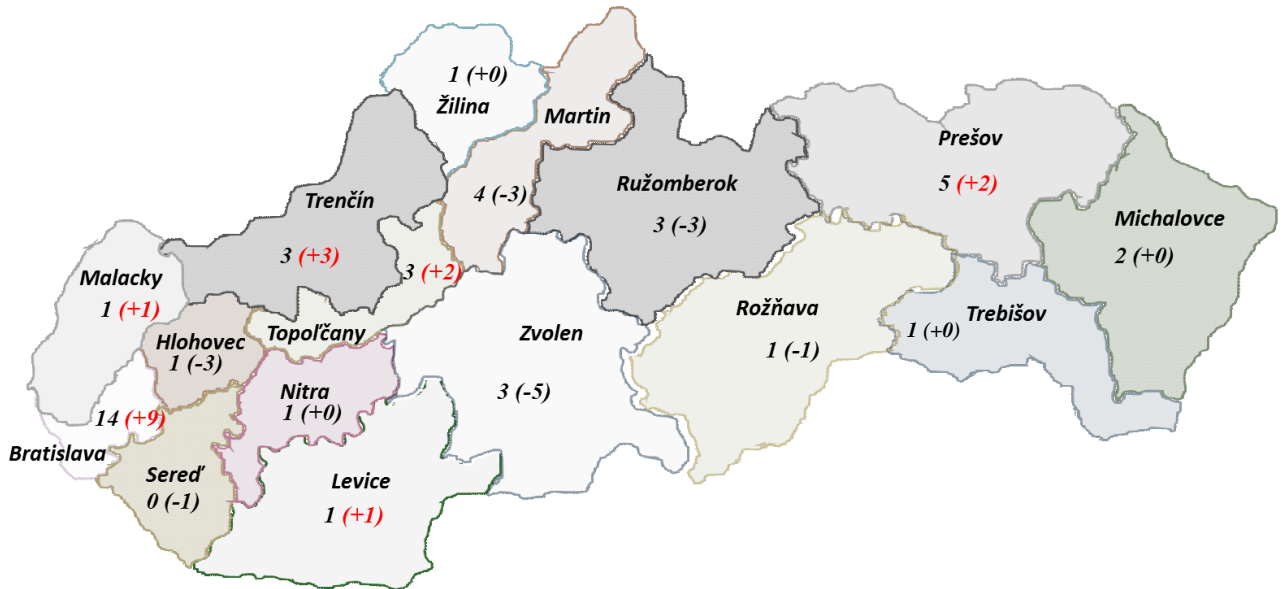 1 (+0)
Žilina
Martin
4 (-3)
Ružomberok
3 (-3)
Prešov
5 (+2)
Michalovce
2 (+0)
Trenčín
3 (+3)
3 (+2)
Topoľčany
Malacky
1 (+1)
Hlohovec
1 (-3)
Nitra
1 (+0)
Zvolen
3 (-5)
Rožňava
1 (-1)
Trebišov
1 (+0)
14 (+9)
Bratislava
Sereď
0 (-1)
Levice
1 (+1)